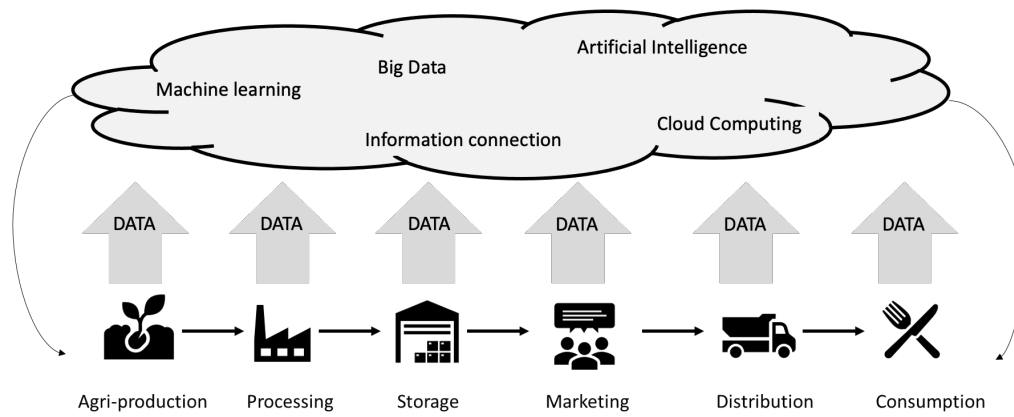 Artificial Intelligence
Big Data
Machine learning
Cloud Computing
Information connection
DATA DATA DATA DATA DATA DATA
Agri-production Processing Storage Marketing Distribution Consumption